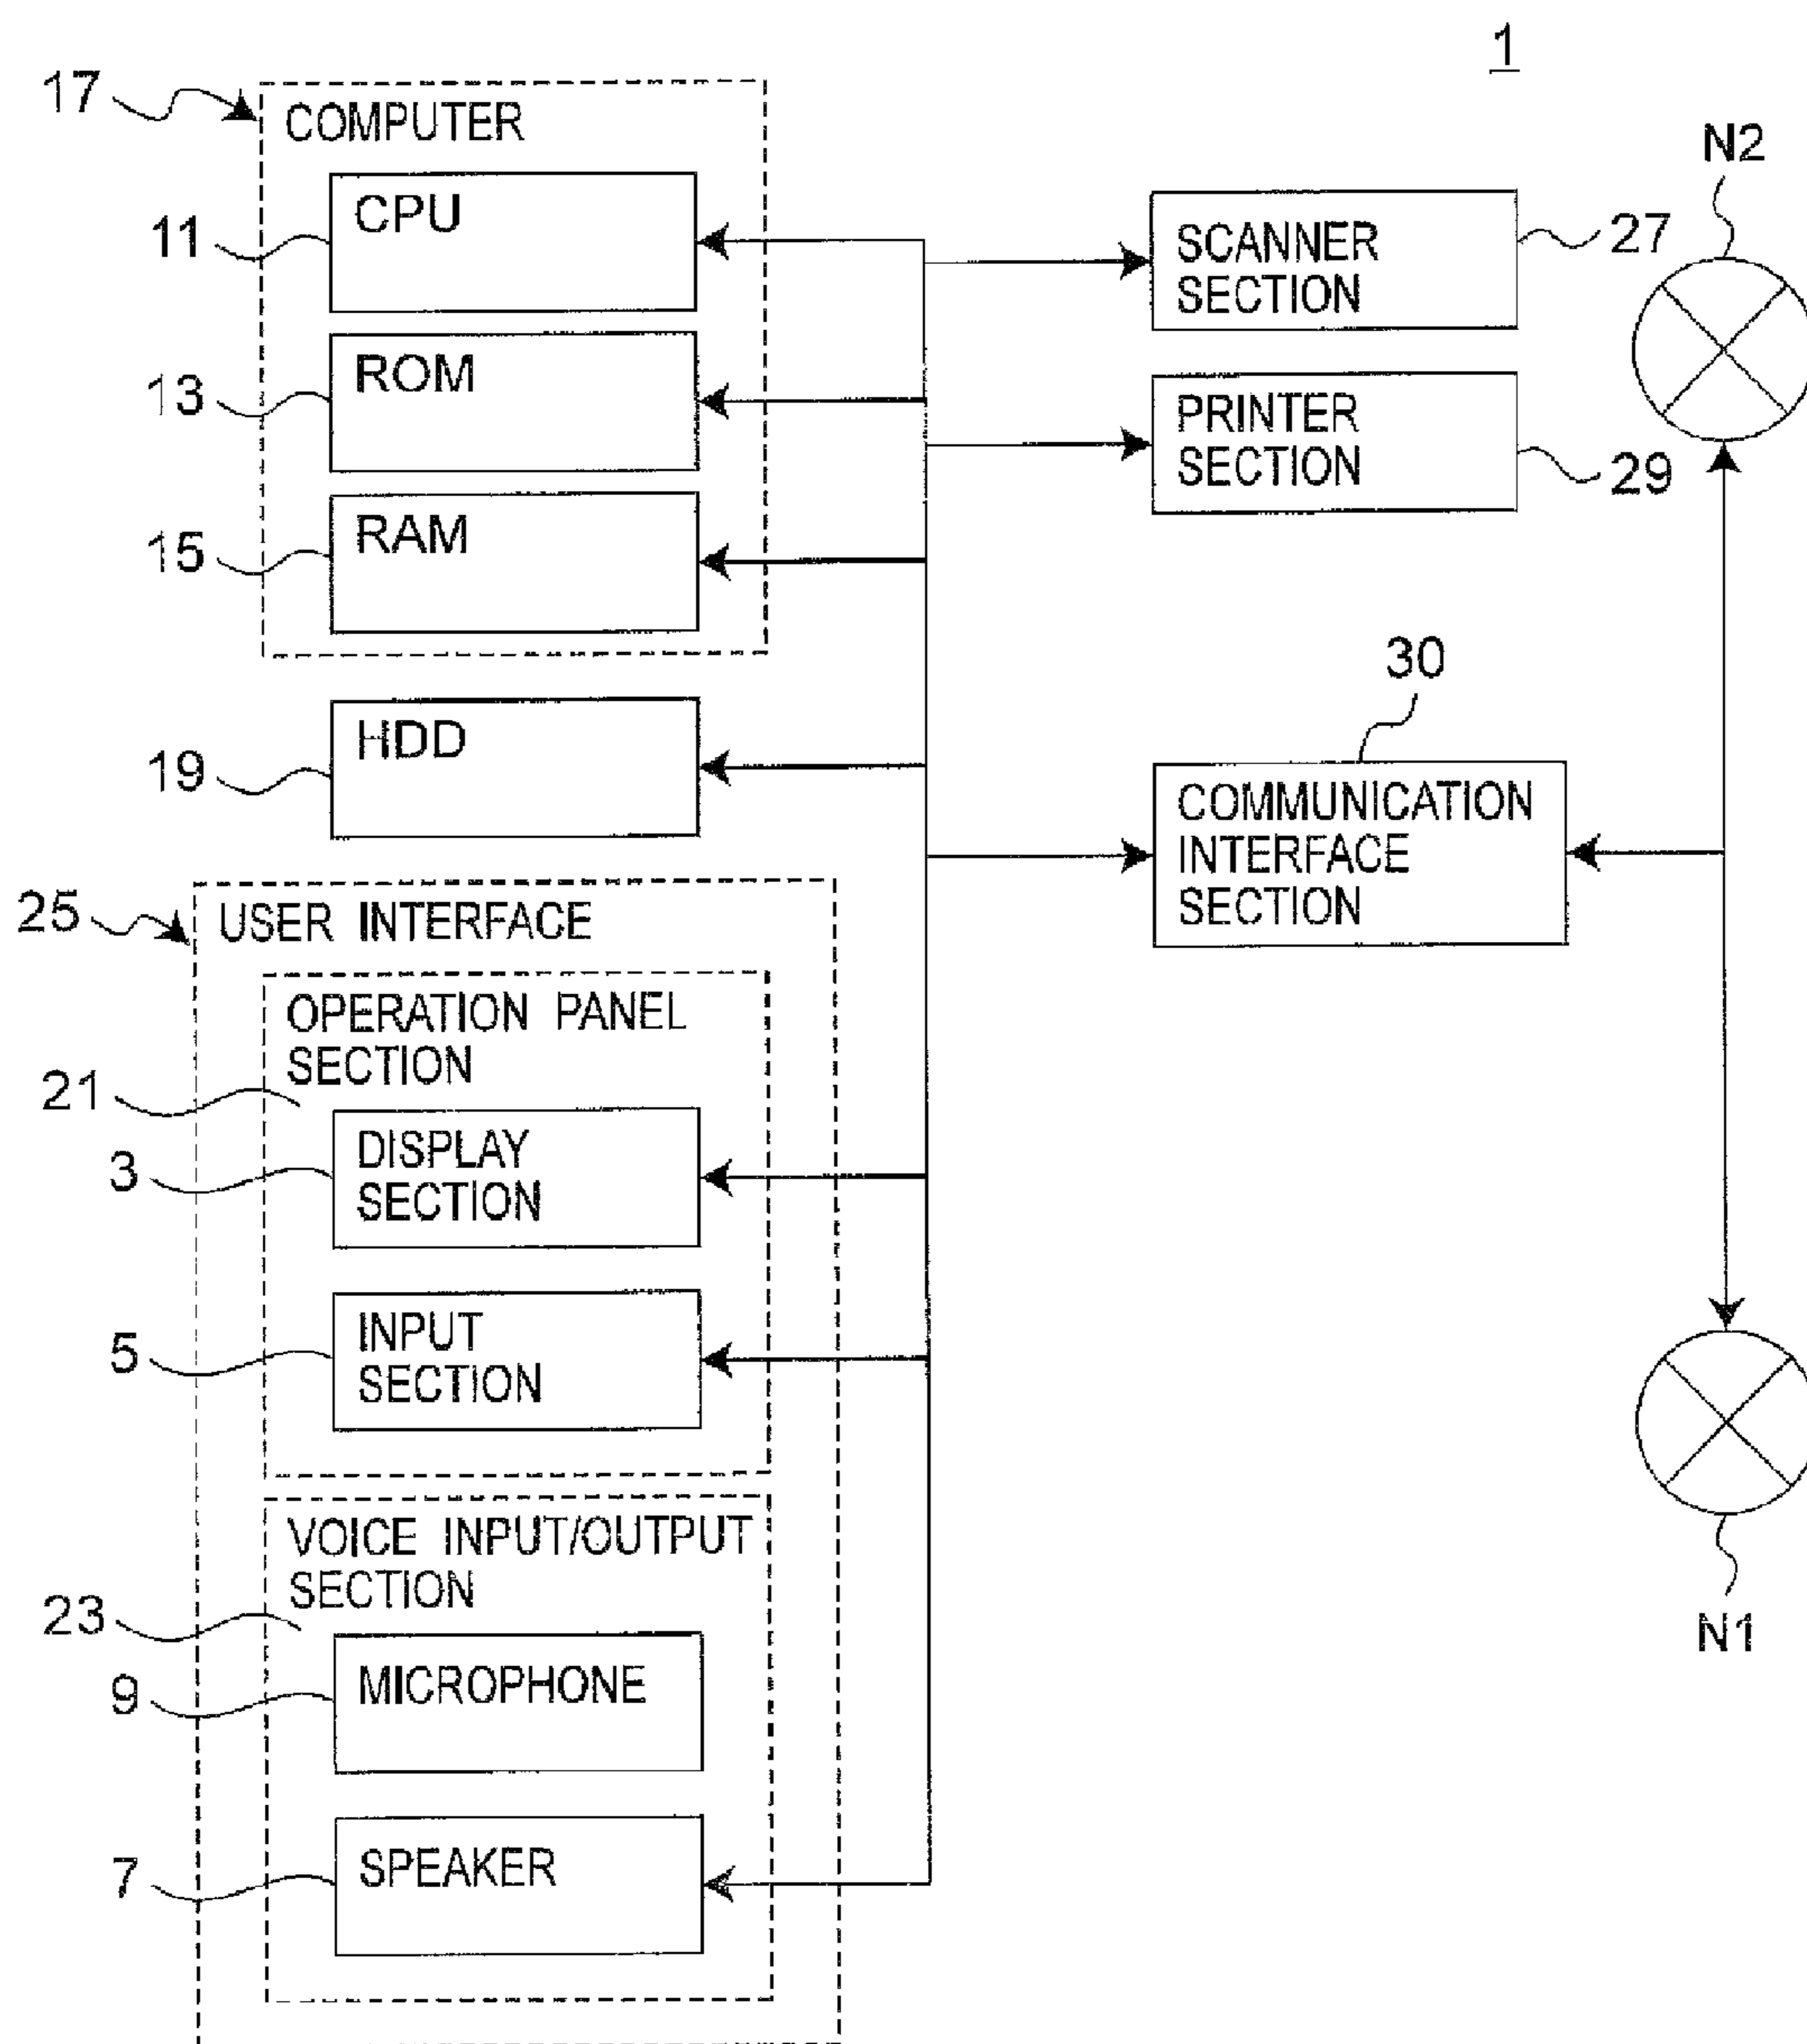 1
17
COMPUTER
N2
CPU
11
SCANNER
SECTION
27
ROM
13
PRINTER
SECTION
29
RAM
15
30
HDD
19
COMMUNICATION
INTERFACE
SECTION
25
USER INTERFACE
OPERATION PANEL
SECTION
21
DISPLAY
SECTION
3
INPUT
SECTION
5
VOICE INPUT/OUTPUT
SECTION
23
N1
MICROPHONE
9
SPEAKER
7